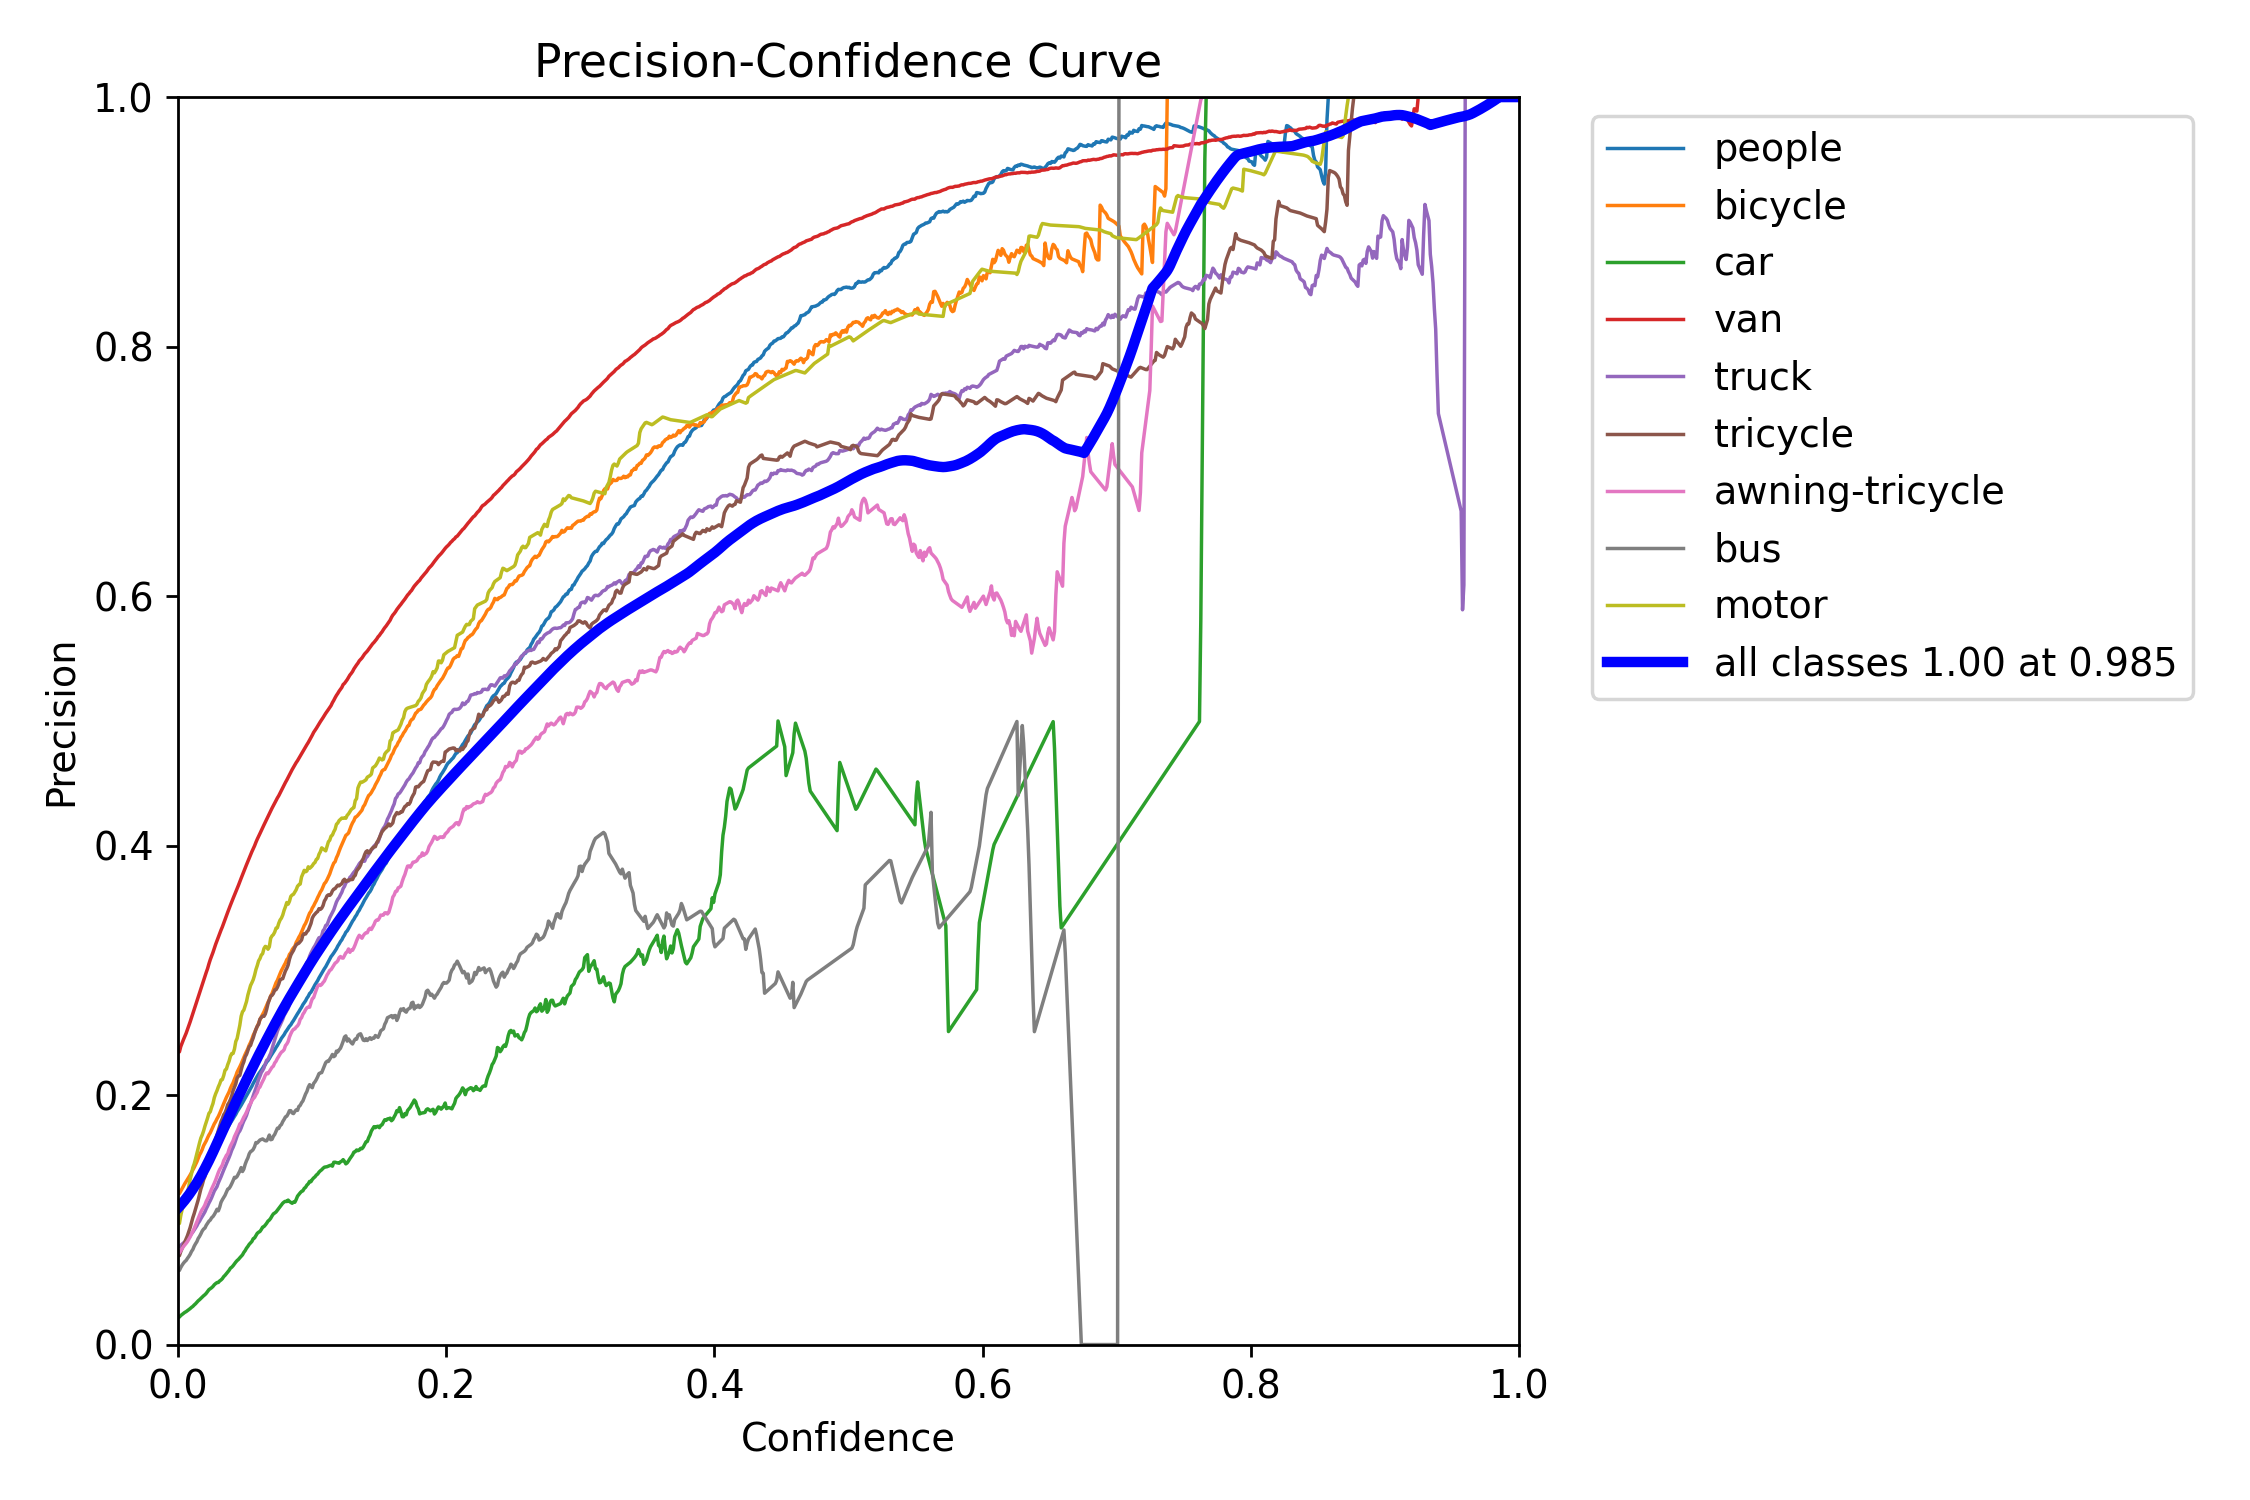 Precision-Confidence Curve
1.0
0.8
0.6
0.4
0.2
0.0
Precision
0.0 0.2 0.4 0.6 0.8 1.0
Confidence
people
bicycle
car
van
truck
tricycle
awning-tricycle
bus
motor
all classes 1.00 at 0.985